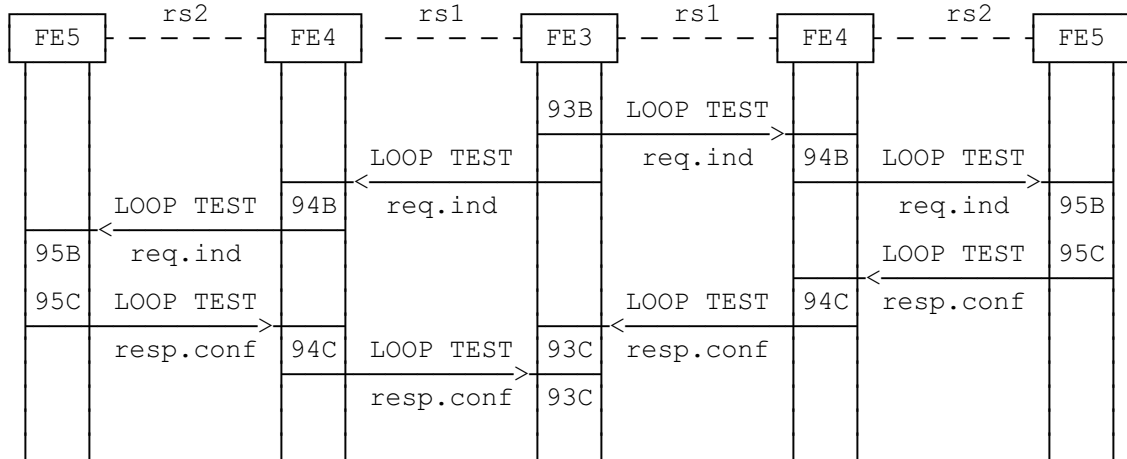 rs2 rs1 rs1 rs2
FE5 FE4 FE3 FE4 FE5
93B LOOP TEST
LOOP TEST req.ind 94B LOOP TEST
LOOP TEST 94B req.ind req.ind 95B
95B req.ind LOOP TEST 95C
95C LOOP TEST LOOP TEST 94C resp.conf
resp.conf 94C LOOP TEST 93C resp.conf
resp.conf 93C